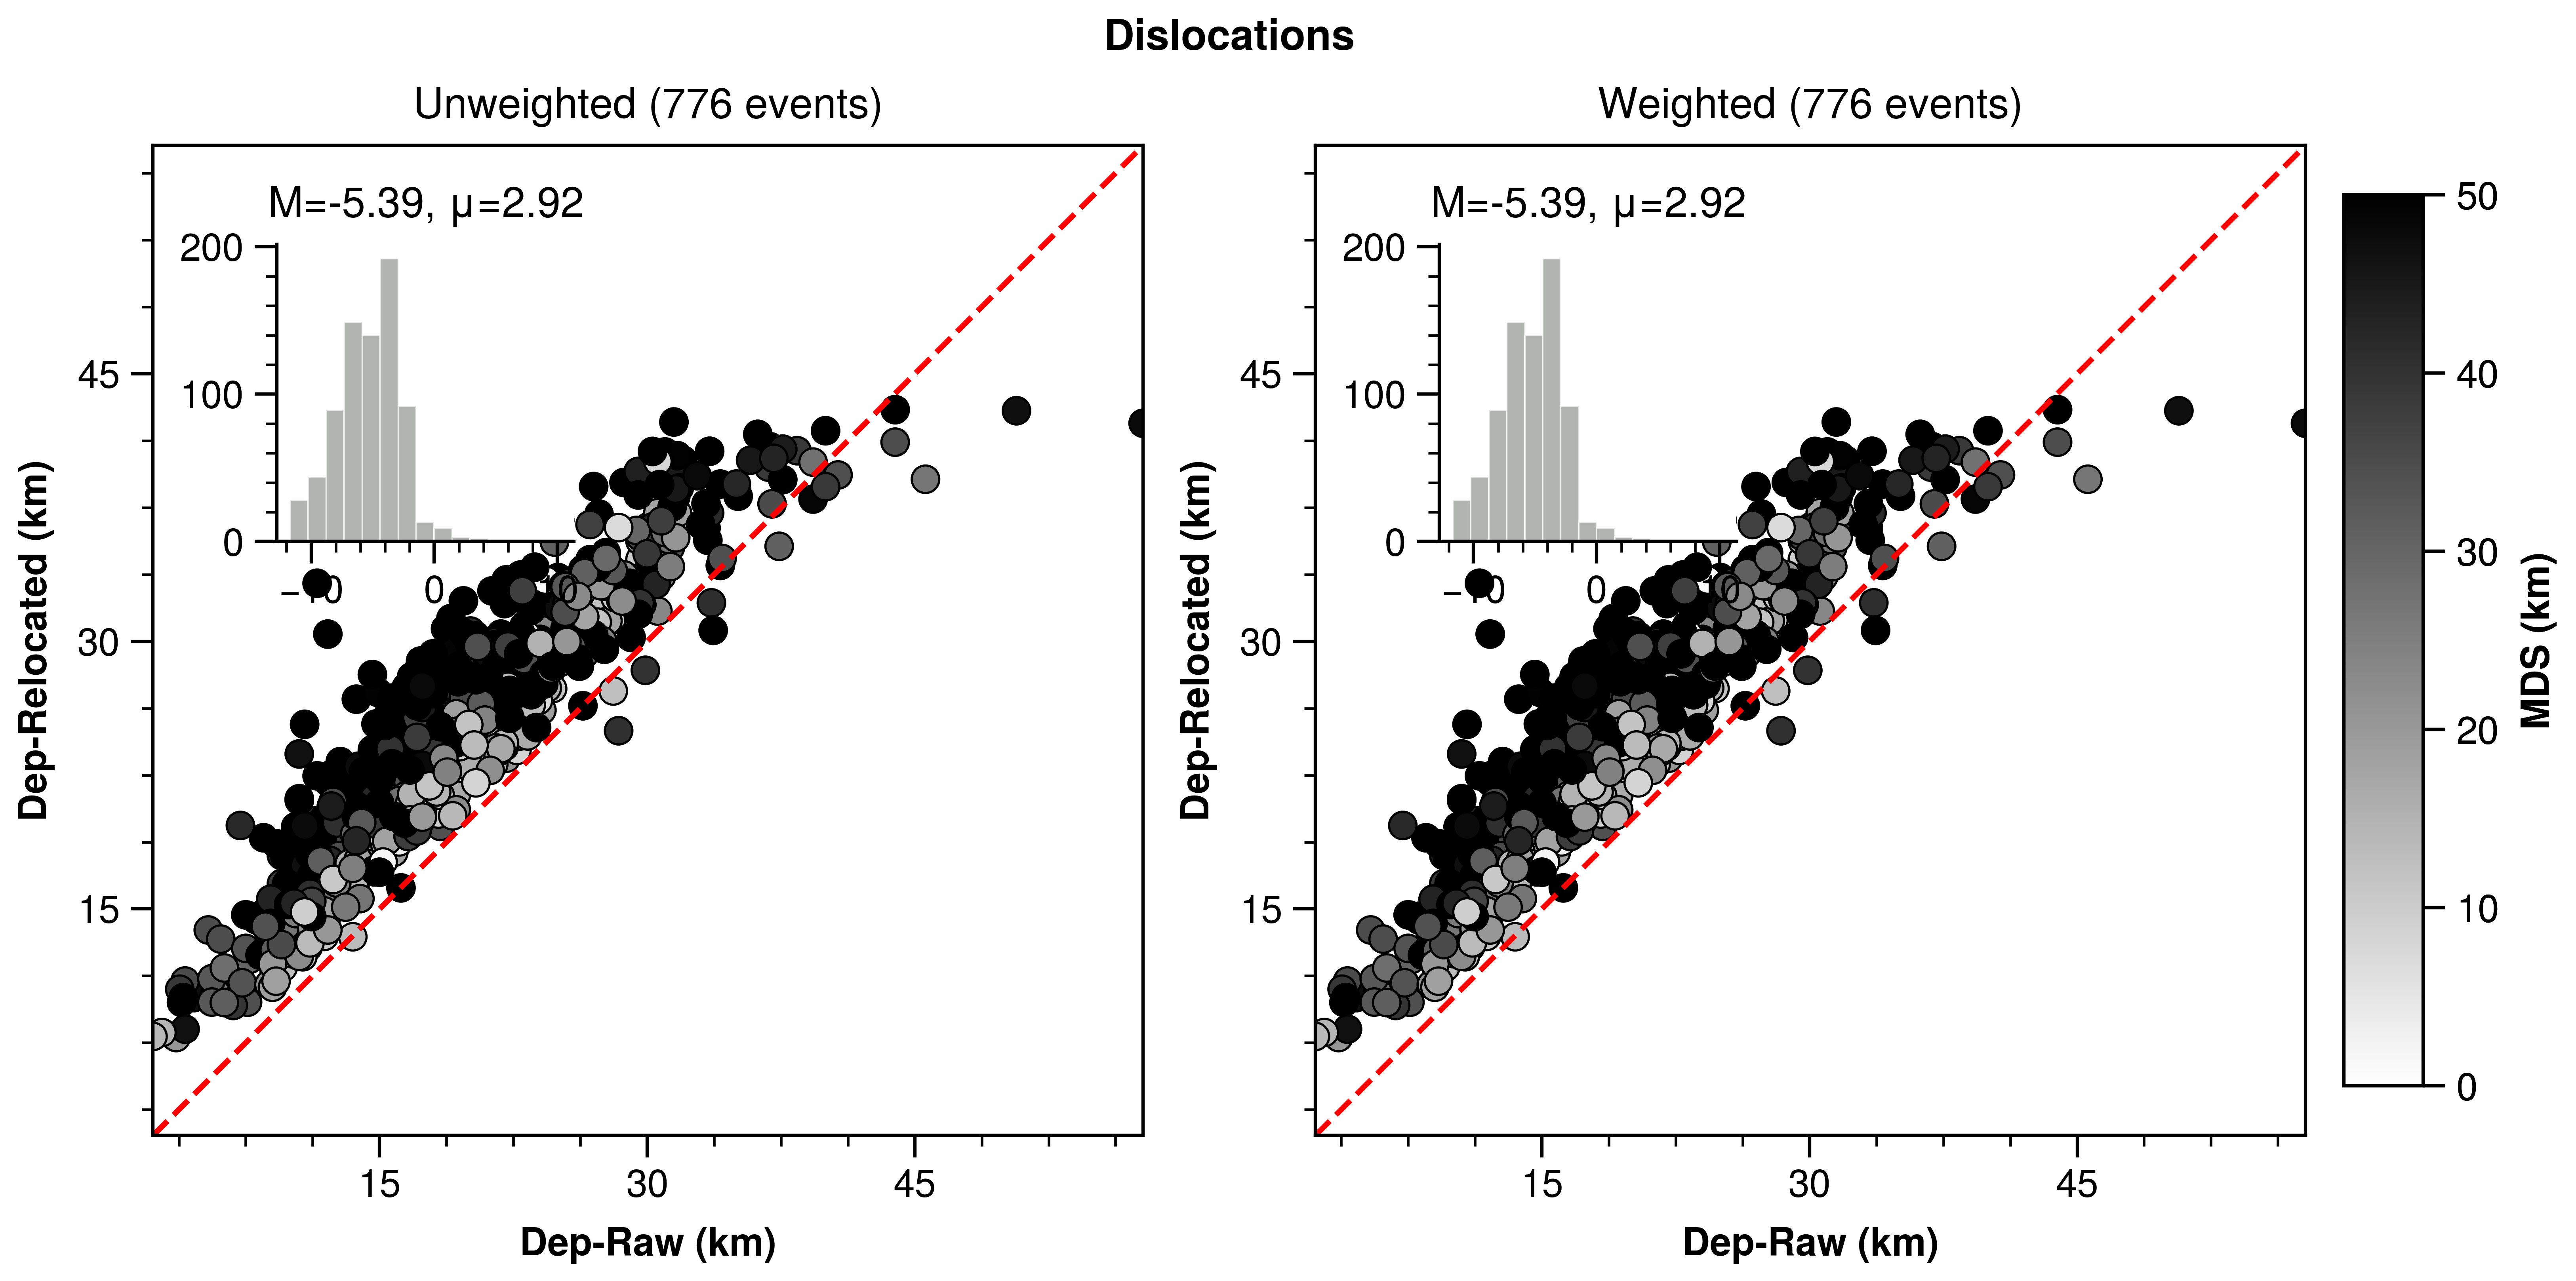 Dislocations
Unweighted (776 events)
M=-5.39, µ=2.92
200
100
0
0
45
30
15
15
30
45
Dep-Relocated (km)
Dep-Raw (km)
Weighted (776 events)
M=-5.39, µ=2.92
200
100
0
0
45
30
15
15
30
45
Dep-Relocated (km)
Dep-Raw (km)
50
40
30
20
10
0
MDS (km)